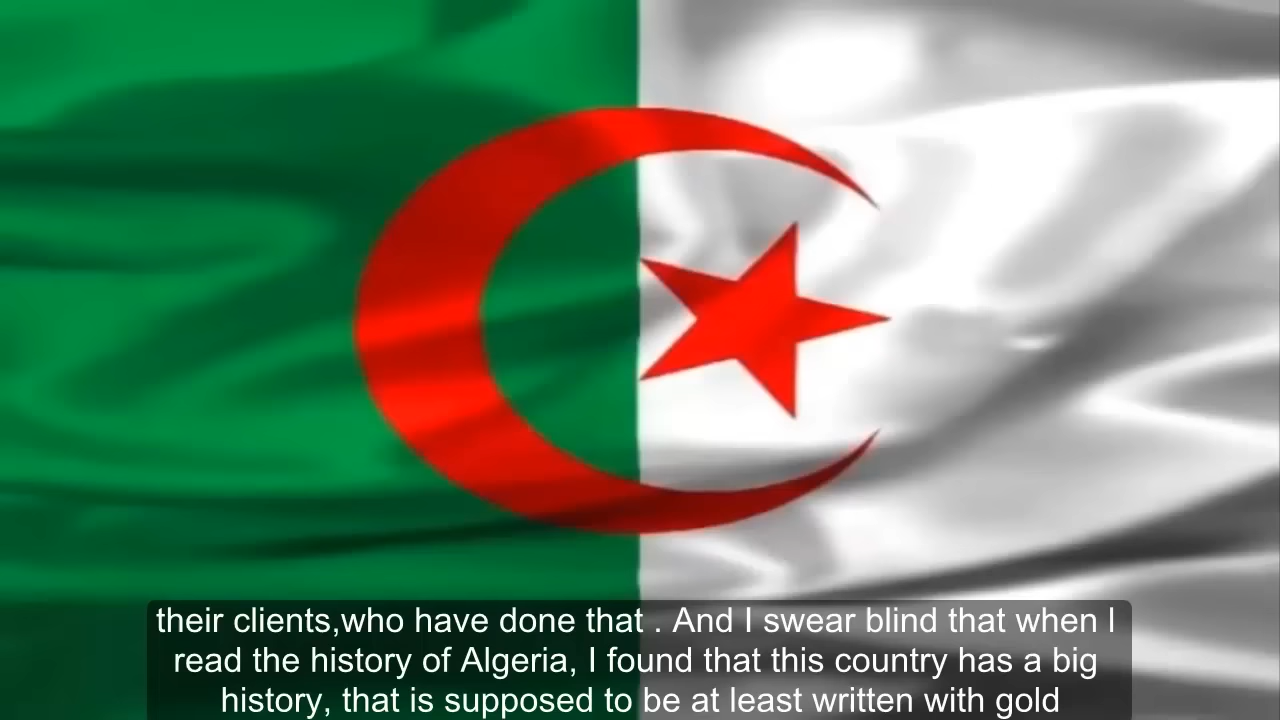 their clients,who have done that . And I swear blind that when I
read the history of Algeria, I found that this country has a big
history, that is supposed to be at least written with gold